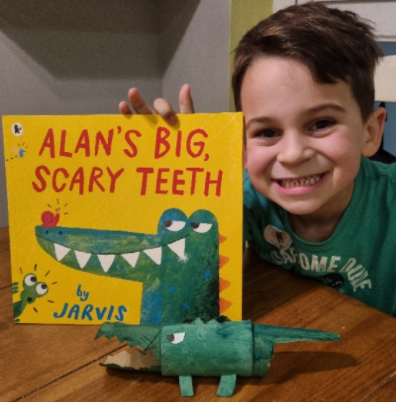 ALAN'S BIG,
SCARY TEETH
by
JARVIS